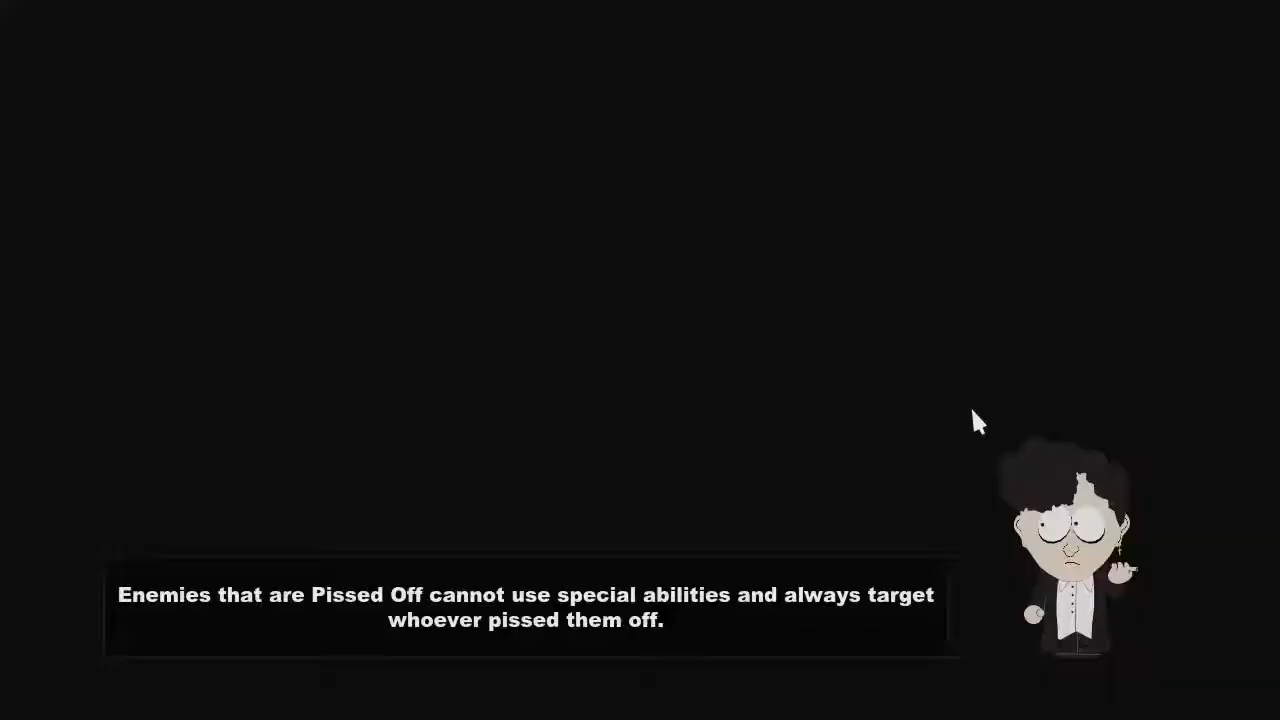 Enemies that are Pissed Off cannot use special abilities and always target
whoever pissed them off.